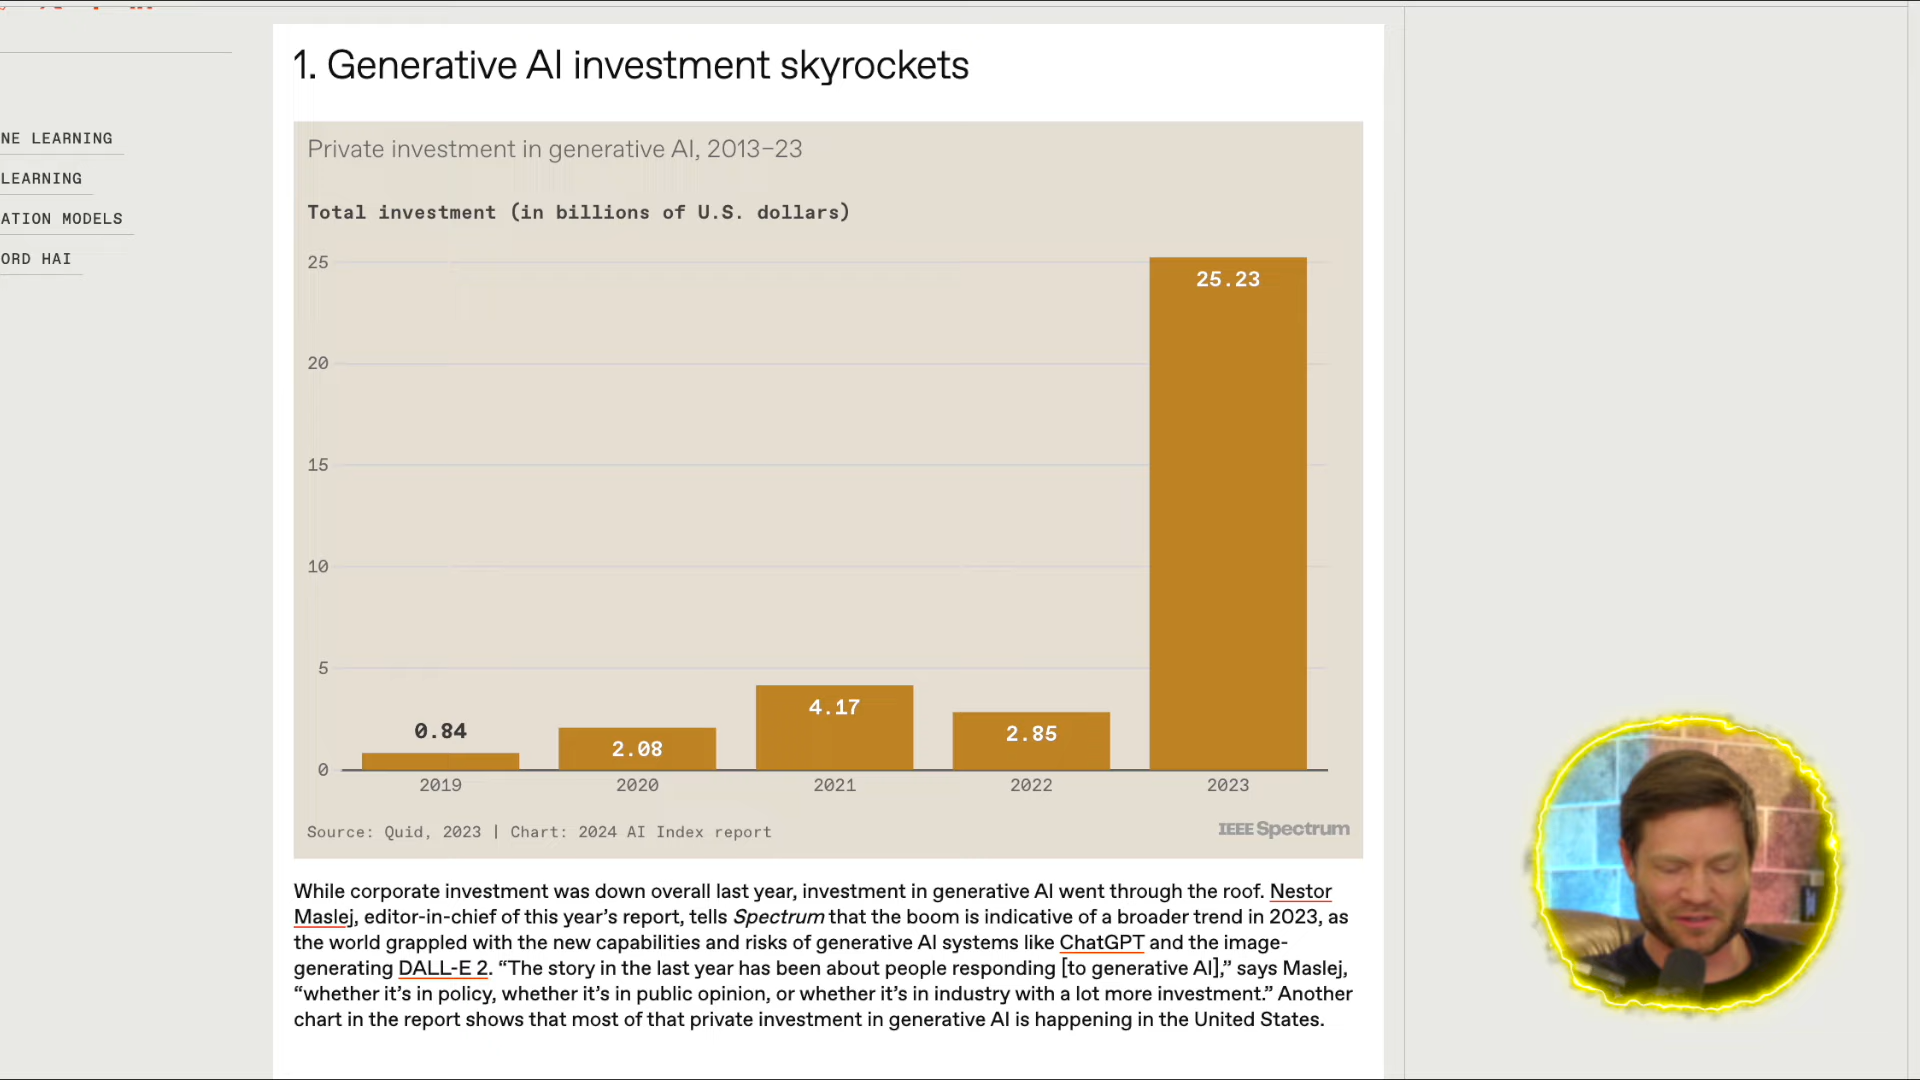 1. Generative AI investment skyrockets
NE LEARNING
LEARNING
ATION MODELS
ORD HAI
Private investment in generative AI, 2013–23
Total investment (in billions of U.S. dollars)
25
20
15
10
5
0
0.84
2.08
4.17
2.85
25.23
2019
2020
2021
2022
2023
Source: Quid, 2023 | Chart: 2024 AI Index report
IEEE Spectrum
While corporate investment was down overall last year, investment in generative AI went through the roof. Nestor
Maslej, editor-in-chief of this year’s report, tells Spectrum that the boom is indicative of a broader trend in 2023, as
the world grappled with the new capabilities and risks of generative AI systems like ChatGPT and the image-
generating DALL-E 2. “The story in the last year has been about people responding [to generative AI],” says Maslej,
“whether it’s in policy, whether it’s in public opinion, or whether it’s in industry with a lot more investment.” Another
chart in the report shows that most of that private investment in generative AI is happening in the United States.